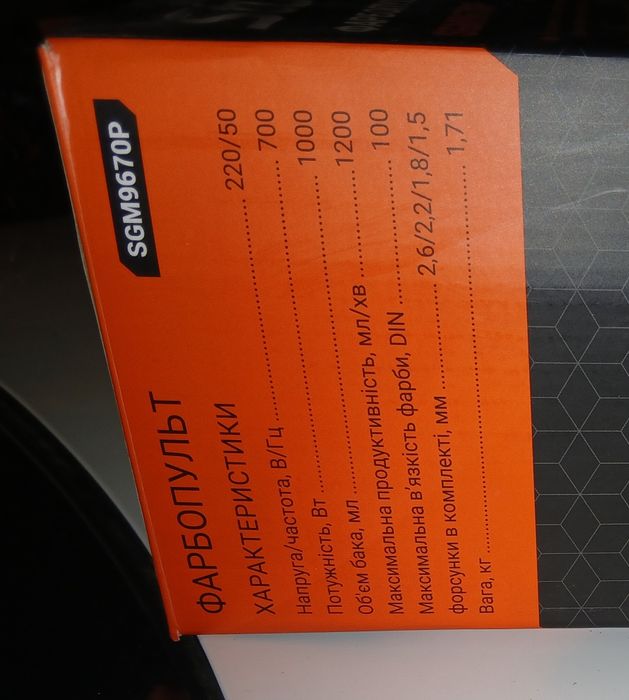 ФАРБОПУЛЬТ SGM9670P
ХАРАКТЕРИСТИКИ
Напруга/частота, В/Гц ........................ 220/50
Потужність, Вт ........................ 700
Об'єм бака, мл ........................ 1000
Максимальна продуктивність, мл/хв ............ 1200
Максимальна в'язкість фарби, DIN ............ 100
форсунки в комплекті, мм ............ 2,6/2,2/1,8/1,5
Вага, кг ........................ 1,71